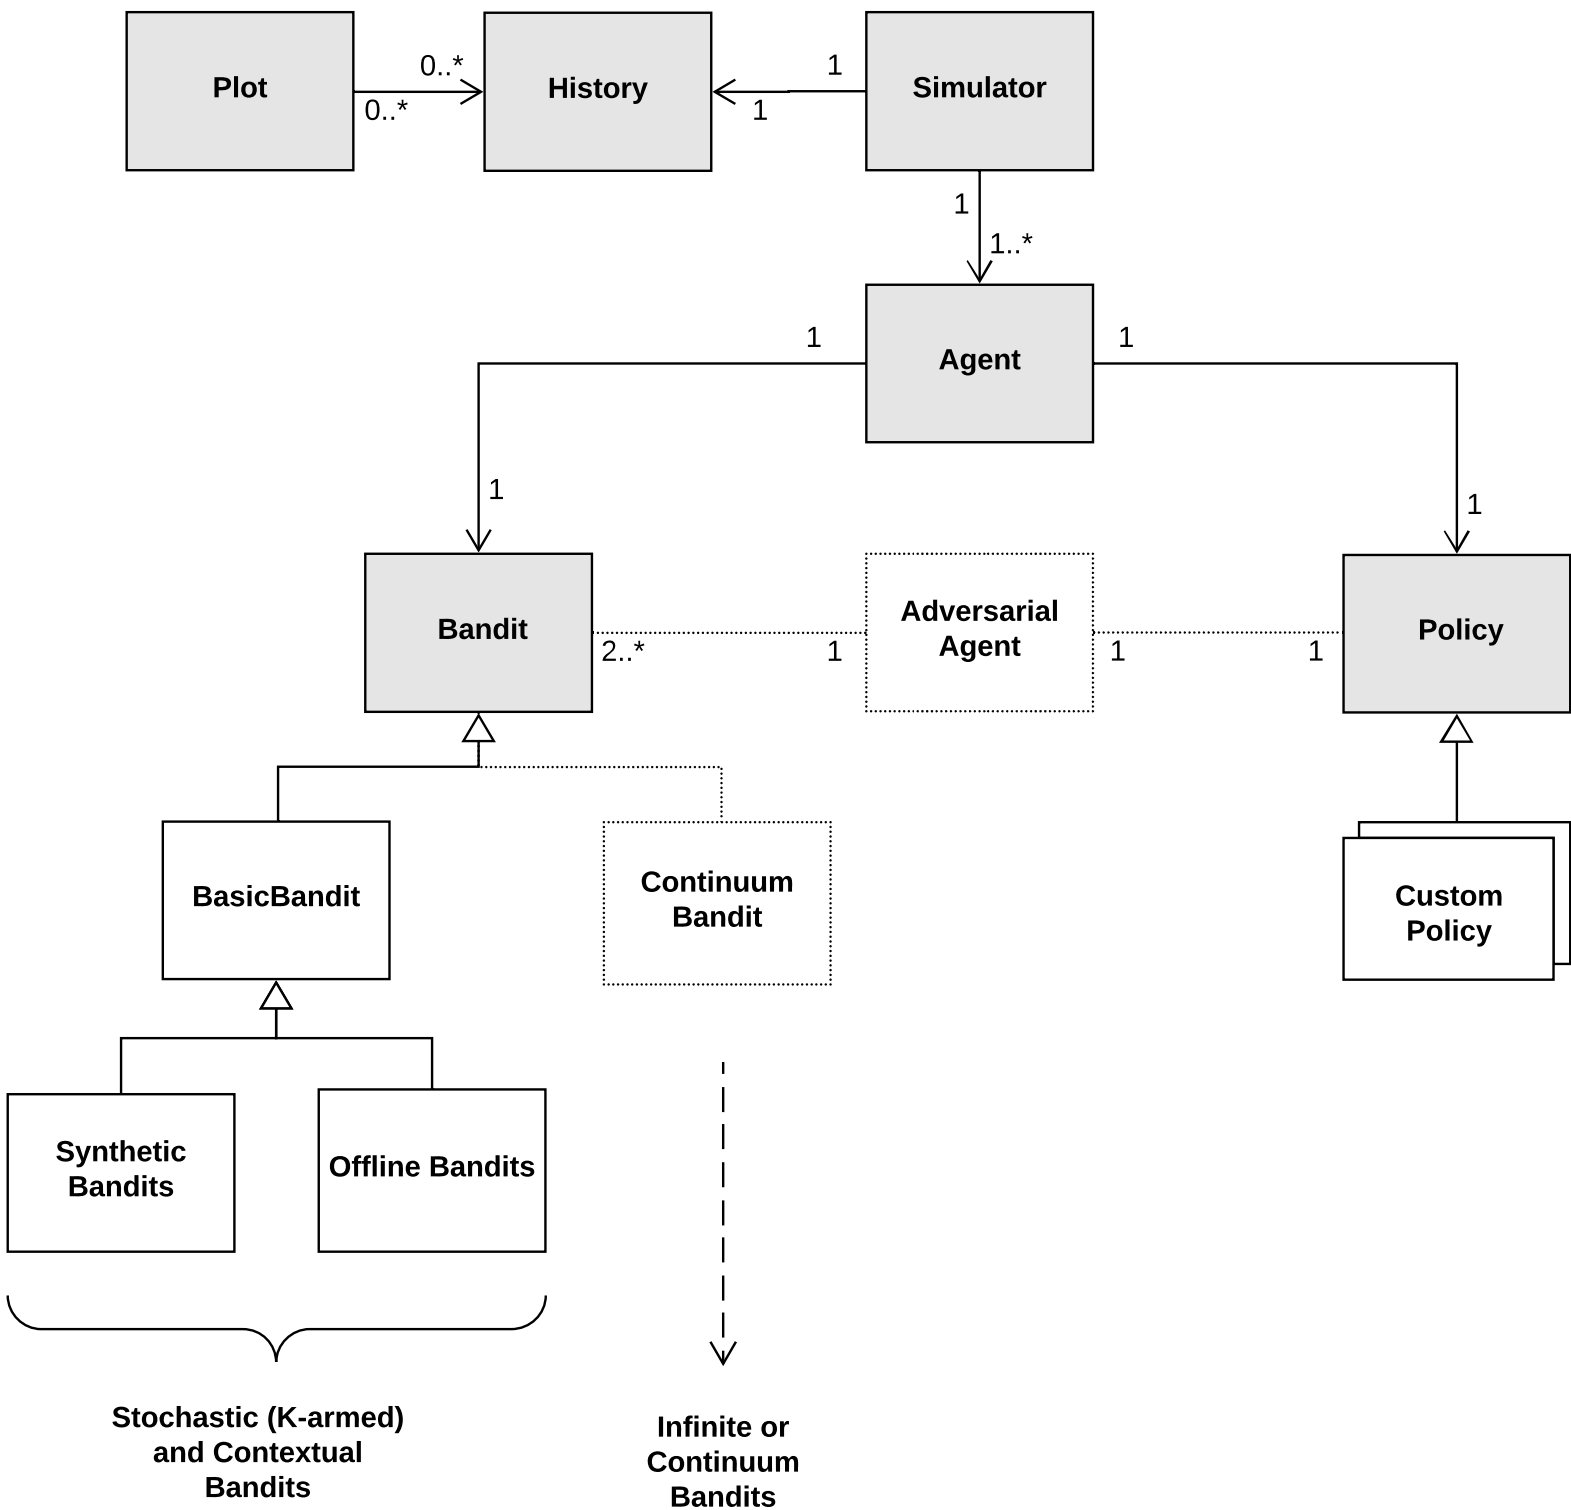 Plot
0..*
0..*
History
1
1
Simulator
1
1..*
Agent
1
1
1
1
Bandit
2..*
1
Adversarial
Agent
1
1
Policy
BasicBandit
Continuum
Bandit
Custom
Policy
Synthetic
Bandits
Offline Bandits
Stochastic (K-armed)
and Contextual
Bandits
Infinite or
Continuum
Bandits